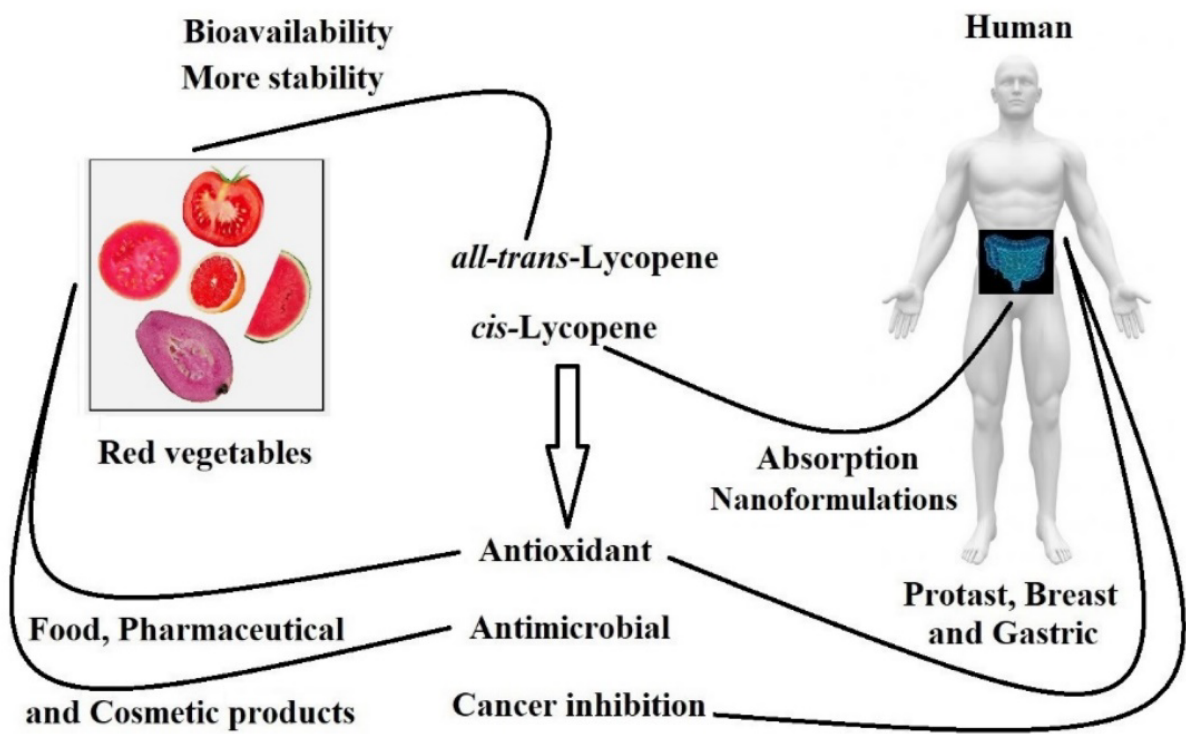 Bioavailability
More stability
Human
all-trans-Lycopene
cis-Lycopene
Red vegetables
Absorption
Nanoformulations
Antioxidant
Protast, Breast
and Gastric
Food, Pharmaceutical
Antimicrobial
and Cosmetic products
Cancer inhibition